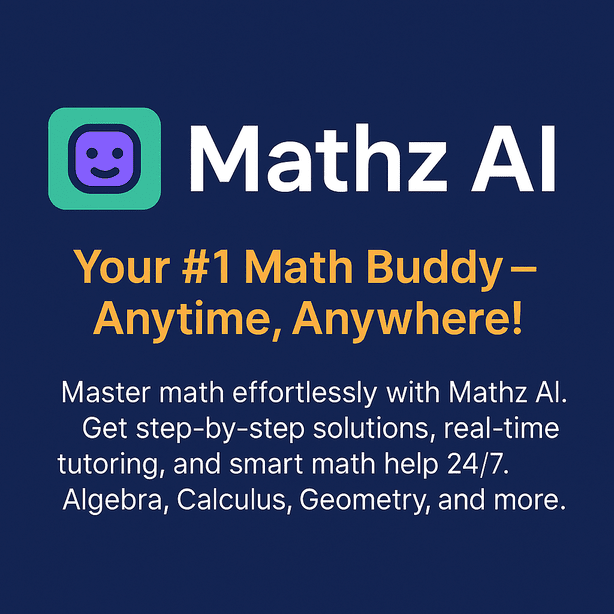 Mathz AI
Your #1 Math Buddy –
Anytime, Anywhere!
Master math effortlessly with Mathz AI.
Get step-by-step solutions, real-time
tutoring, and smart math help 24/7.
Algebra, Calculus, Geometry, and more.